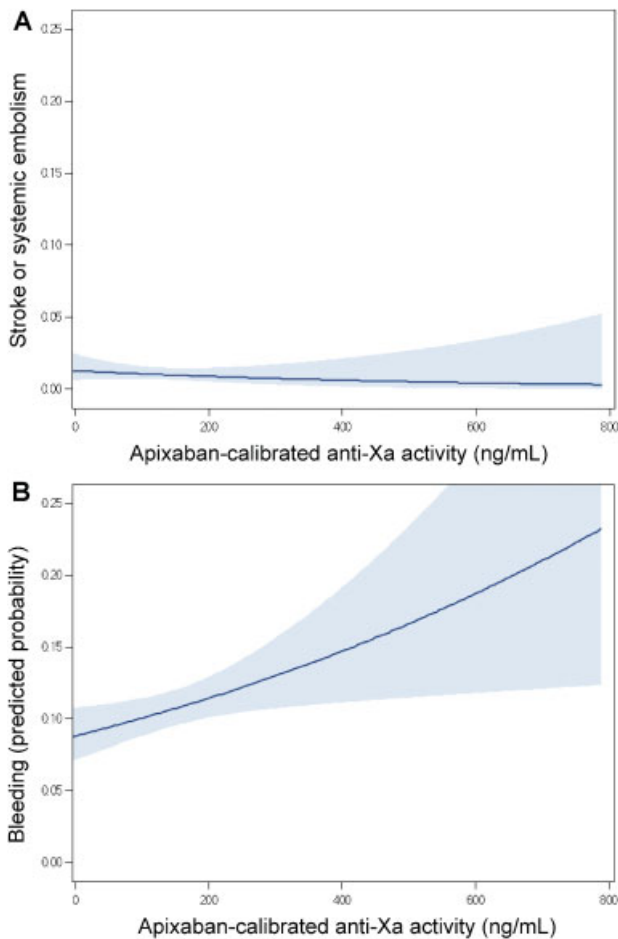 A
Stroke or systemic embolism
0.25
0.20
0.15
0.10
0.05
0.00
0 200 400 600 800
Apixaban-calibrated anti-Xa activity (ng/mL)
B
Bleeding (predicted probability)
0.25
0.20
0.15
0.10
0.05
0.00
0 200 400 600 800
Apixaban-calibrated anti-Xa activity (ng/mL)